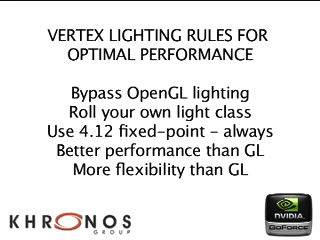 VERTEX LIGHTING RULES FOR
OPTIMAL PERFORMANCE
Bypass OpenGL lighting
Roll your own light class
Use 4.12 fixed-point - always
Better performance than GL
More flexibility than GL
KHRONOS
GROUP
NVIDIA.
GOFORCE